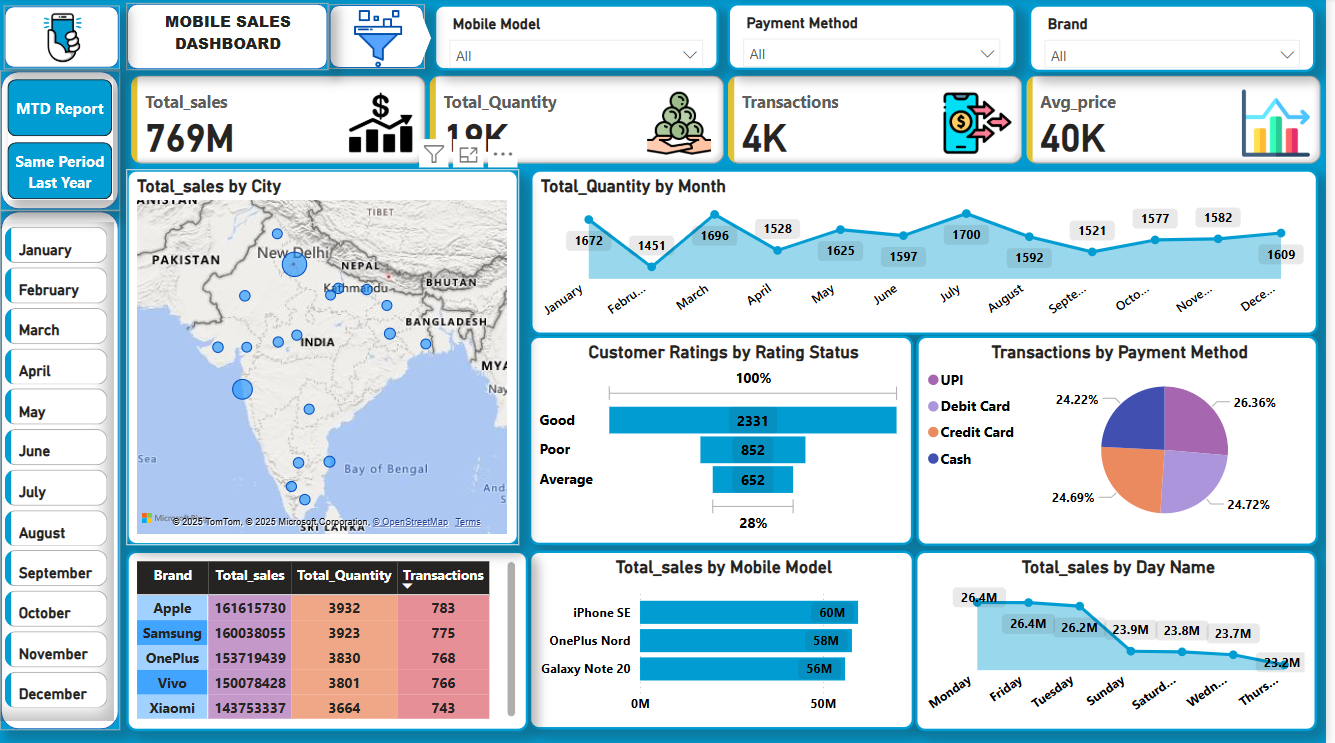 MOBILE SALES
DASHBOARD
Mobile Model
All
Payment Method
All
Brand
All
MTD Report
Same Period
Last Year
Total_sales
769M
Total_Quantity
19K
Transactions
4K
Avg_price
40K
January
February
March
April
May
June
July
August
September
October
November
December
Total_sales by City
TIBET
New Delhi
PAKISTAN
NEPAL
Kathmandu
BHUTAN
BANGLADESH
INDIA
Sea
Bay of Bengal
SRI LANKA
© 2025 TomTom, © 2025 Microsoft Corporation, © OpenStreetMap Terms
Total_Quantity by Month
1672
1451
1696
1528
1625
1597
1700
1592
1521
1577
1582
1609
January
Febru...
March
April
May
June
July
August
Septe...
Octo...
Nove...
Dece...
Customer Ratings by Rating Status
100%
Good 2331
Poor 852
Average 652
28%
Transactions by Payment Method
UPI
Debit Card
Credit Card
Cash
24.22%
26.36%
24.69%
24.72%
Brand Total_sales Total_Quantity Transactions
Apple 161615730 3932 783
Samsung 160038055 3923 775
OnePlus 153719439 3830 768
Vivo 150078428 3801 766
Xiaomi 143753337 3664 743
Total_sales by Mobile Model
iPhone SE 60M
OnePlus Nord 58M
Galaxy Note 20 56M
0M 50M
Total_sales by Day Name
26.4M
26.4M
26.2M
23.9M
23.8M
23.7M
23.2M
Monday
Friday
Tuesday
Sunday
Saturd...
Wedn...
Thurs...